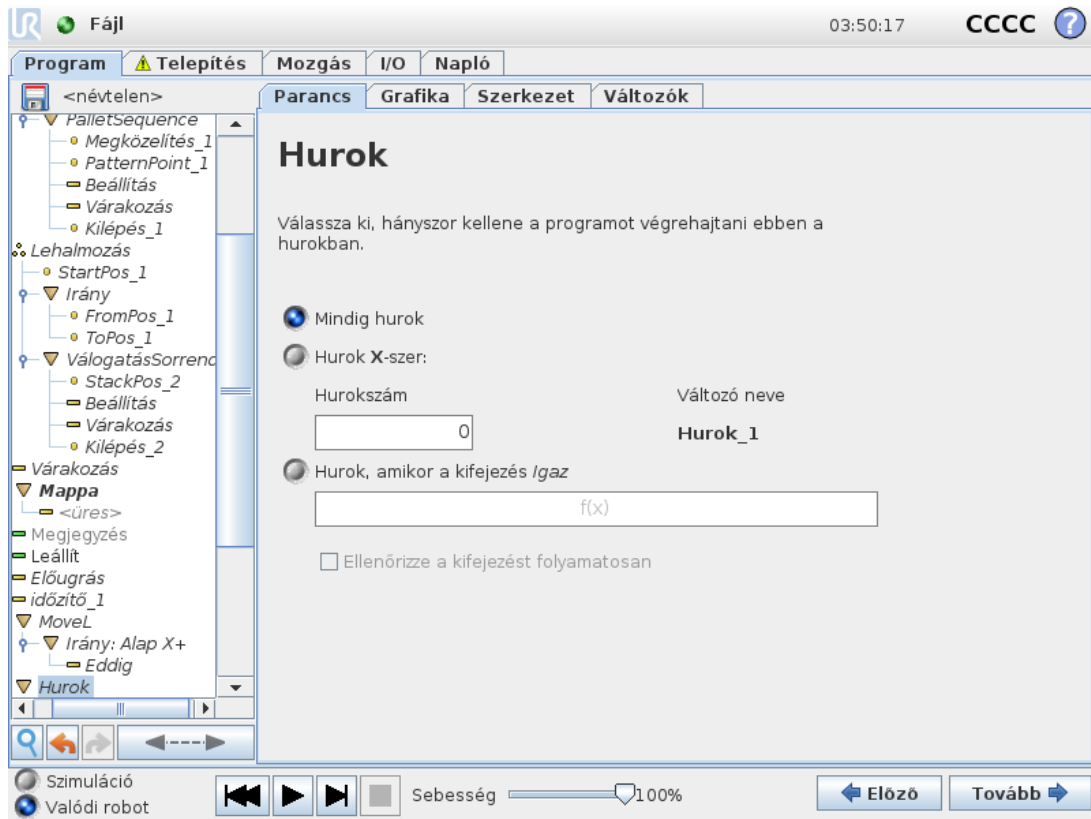 Fájl
03:50:17
CCCC
?
Program
Telepítés
Mozgás
I/O
Napló
<névtelen>
Parancs
Grafika
Szerkezet
Változók
PalletSequence
Megközelítés_1
PatternPoint_1
Beállítás
Várakozás
Kilépés_1
Lehalmozás
StartPos_1
Irány
FromPos_1
ToPos_1
VálogatásSorrend
StackPos_2
Beállítás
Várakozás
Kilépés_2
Várakozás
Mappa
<üres>
Megjegyzés
Leállít
Előugrás
időzítő_1
MoveL
Irány: Alap X+
Eddig
Hurok
Hurok
Válassza ki, hányszor kellene a programot végrehajtani ebben a
hurokban.
Mindig hurok
Hurok X-szer:
Hurokszám
Változó neve
0
Hurok_1
Hurok, amikor a kifejezés Igaz
f(x)
Ellenőrizze a kifejezést folyamatosan
Szimuláció
Valódi robot
Sebesség
100%
Előző
Tovább